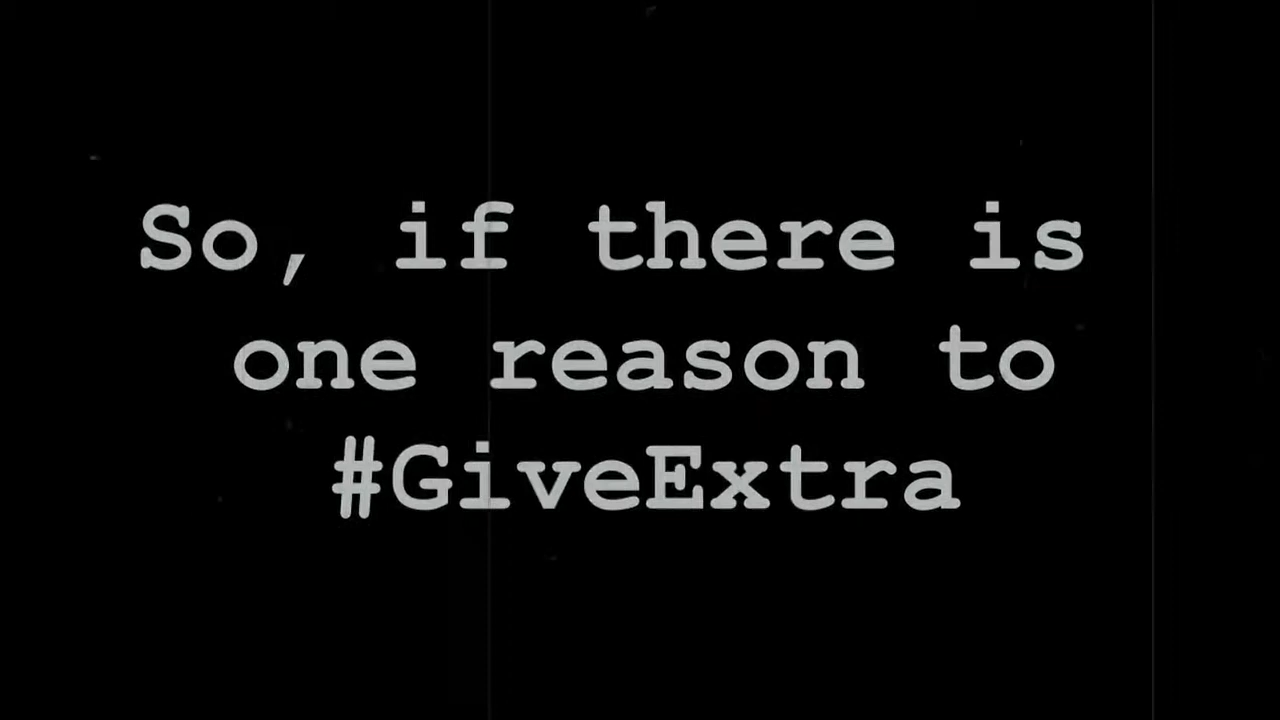 So, if there is
one reason to
#GiveExtra